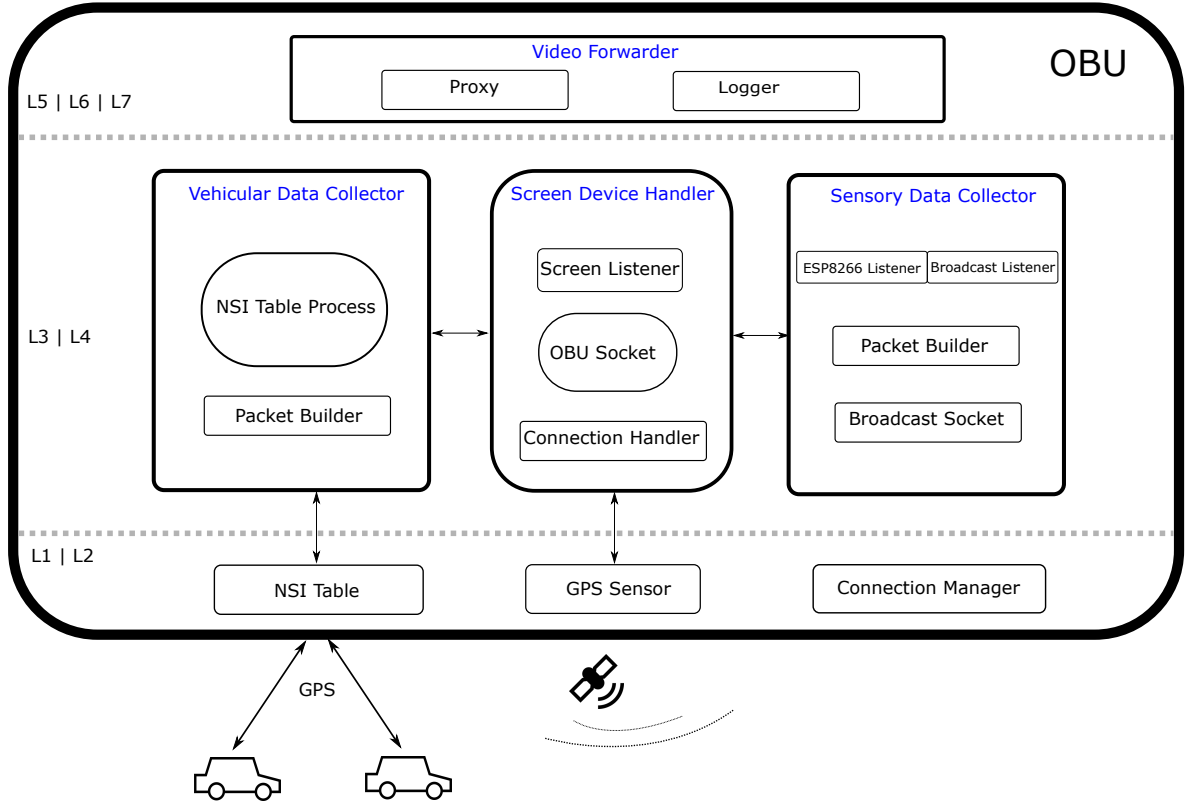 Video Forwarder
OBU
Proxy
Logger
L5 | L6 | L7
Vehicular Data Collector
Screen Device Handler
Sensory Data Collector
Screen Listener
ESP8266 Listener
Broadcast Listener
NSI Table Process
L3 | L4
OBU Socket
Packet Builder
Packet Builder
Connection Handler
Broadcast Socket
L1 | L2
NSI Table
GPS Sensor
Connection Manager
GPS